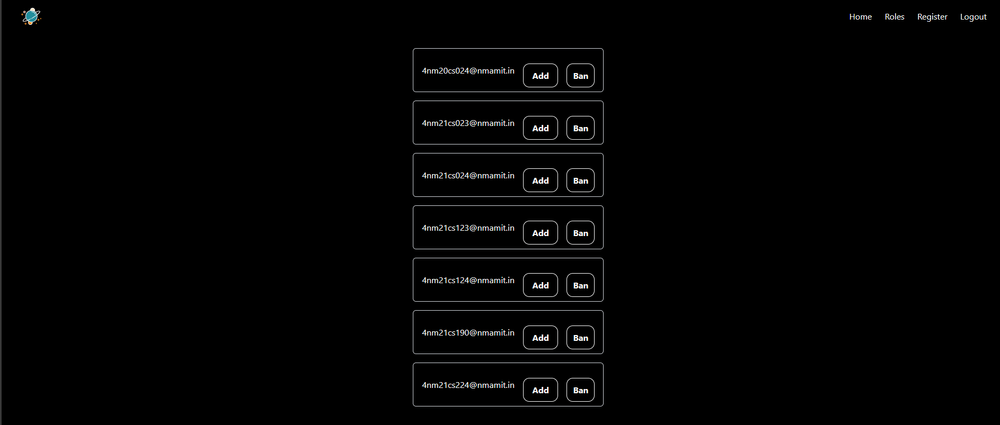 Home Roles Register Logout
4nm20cs024@nmamit.in Add Ban
4nm21cs023@nmamit.in Add Ban
4nm21cs024@nmamit.in Add Ban
4nm21cs123@nmamit.in Add Ban
4nm21cs124@nmamit.in Add Ban
4nm21cs190@nmamit.in Add Ban
4nm21cs224@nmamit.in Add Ban